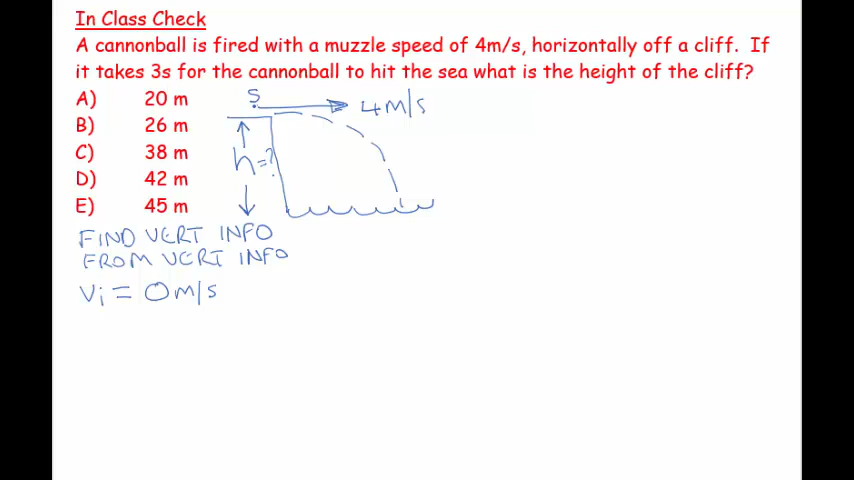 In Class Check
A cannonball is fired with a muzzle speed of 4m/s, horizontally off a cliff. If
it takes 3s for the cannonball to hit the sea what is the height of the cliff?
A) 20 m
B) 26 m
C) 38 m
D) 42 m
E) 45 m
S
4m/s
h=?
FIND VERT INFO
FROM VERT INFO
Vi = 0m/s